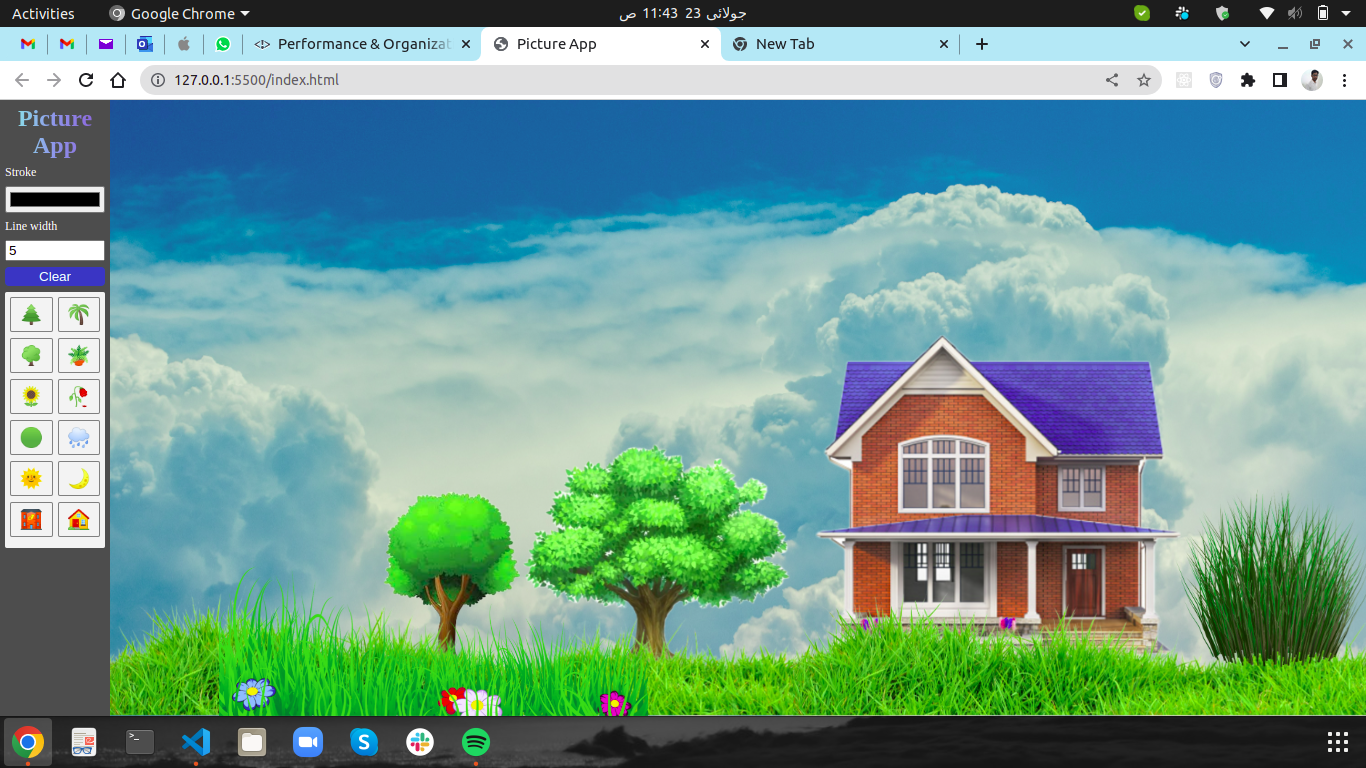 Activities
Google Chrome
جولائی 23 11:43 ص
Performance & Organizat
Picture App
New Tab
127.0.0.1:5500/index.html
Picture
App
Stroke
Line width
5
Clear